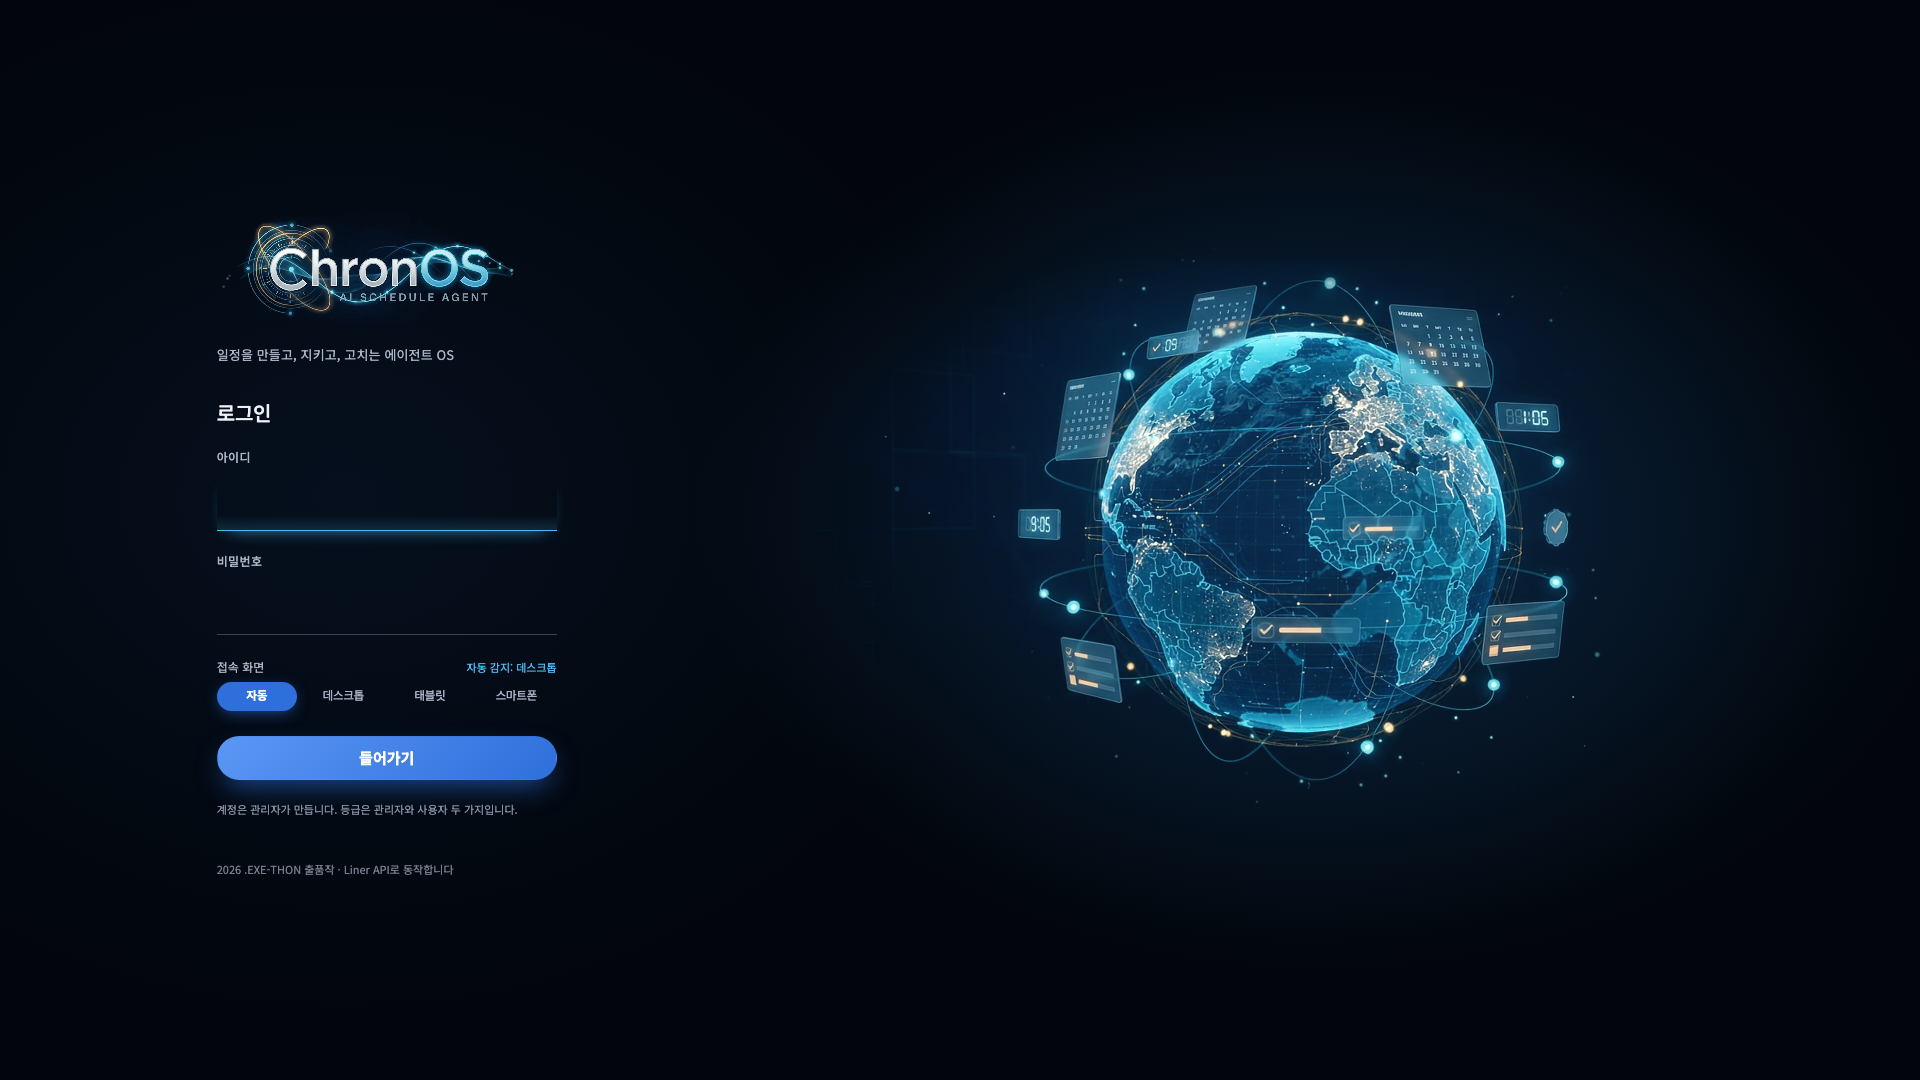 ChronOS
AI SCHEDULE AGENT
일정을 만들고, 지키고, 고치는 에이전트 OS
로그인
아이디
비밀번호
접속 화면
자동 감지: 데스크톱
자동
데스크톱
태블릿
스마트폰
들어가기
계정은 관리자가 만듭니다. 등급은 관리자와 사용자 두 가지입니다.
2026 .EXE-THON 출품작 · Liner API로 동작합니다
:09
1:05
9:05